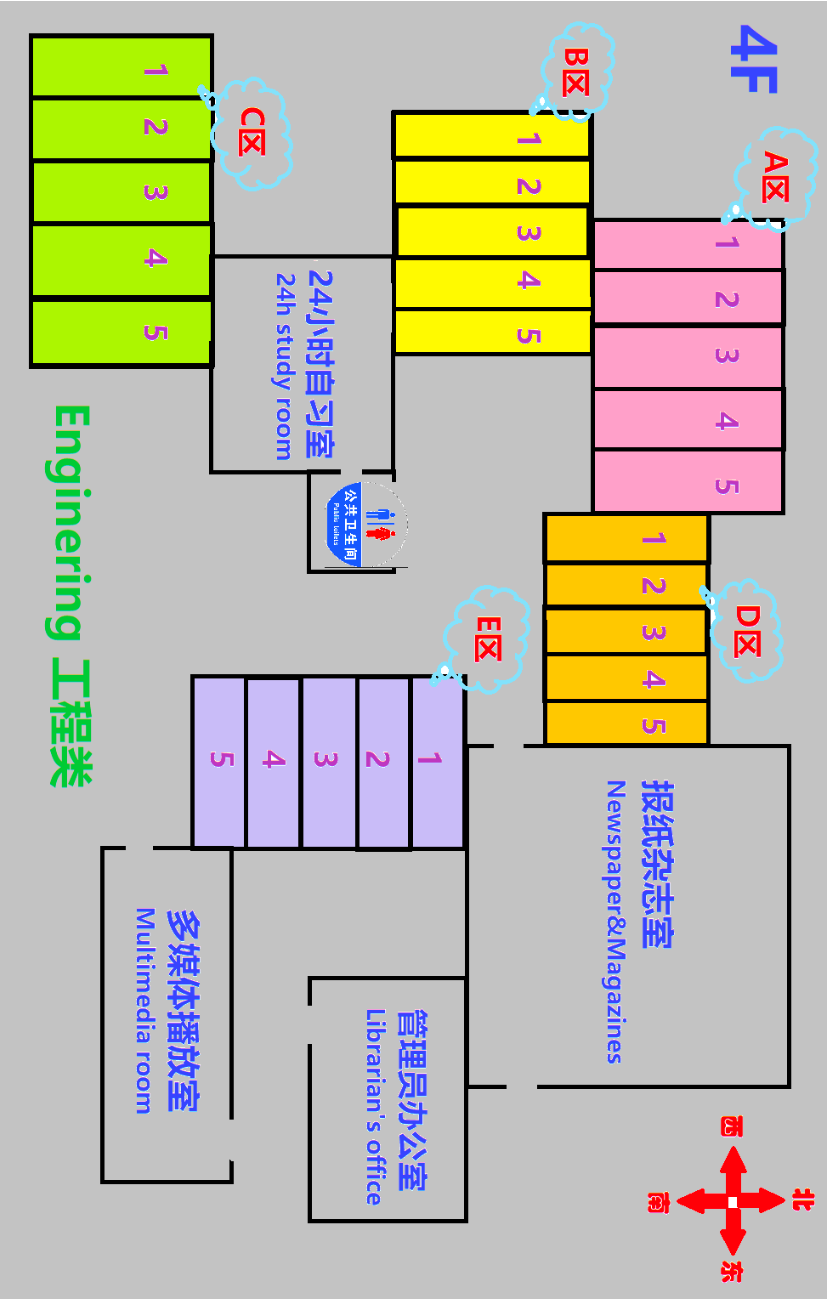 4F
A区
1 2 3 4 5
B区
1 2 3 4 5
D区
1 2 3 4 5
报纸杂志室
Newspaper&Magazines
北
西
东
南
E区
1
2
3
4
5
24小时自习室
24h study room
公共卫生间
Public toilets
管理员办公室
Librarian's office
C区
1 2 3 4 5
多媒体播放室
Multimedia room
Enginering 工程类